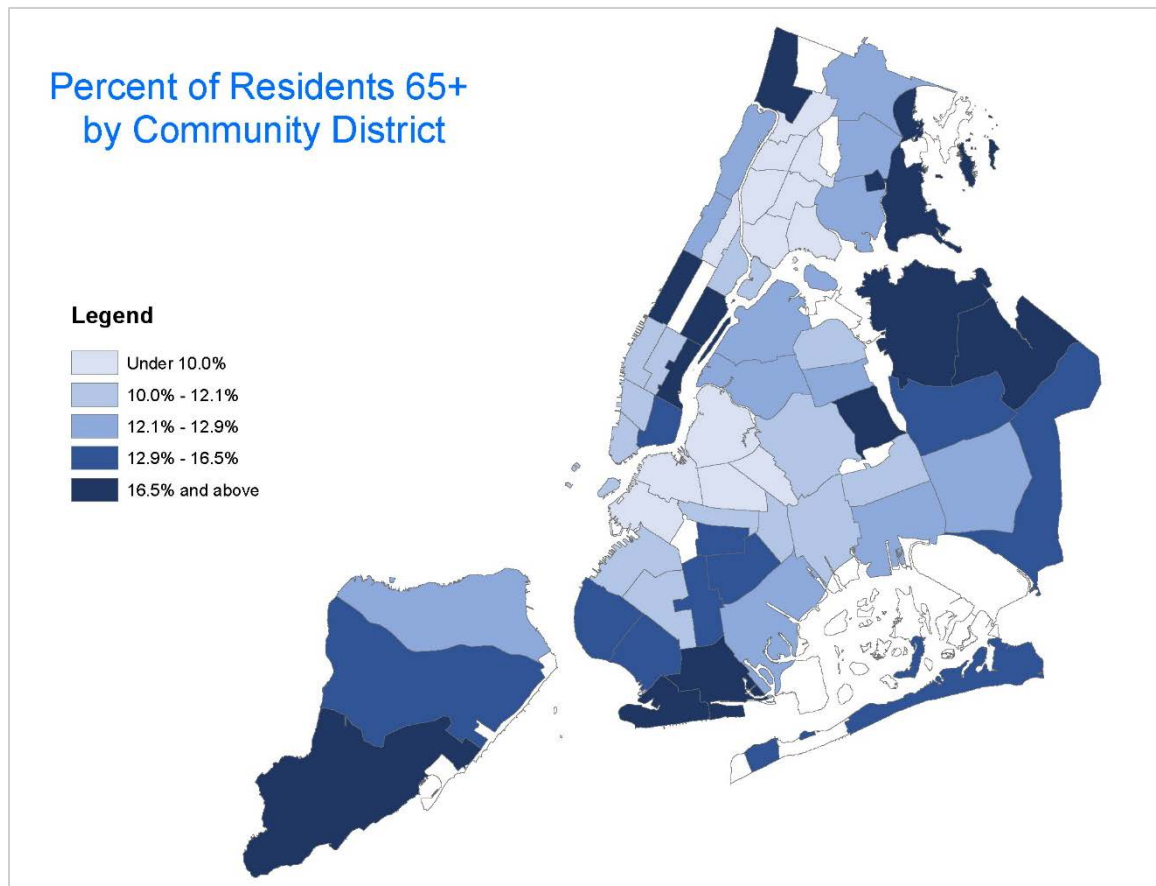 Percent of Residents 65+
by Community District
Legend
Under 10.0%
10.0% - 12.1%
12.1% - 12.9%
12.9% - 16.5%
16.5% and above